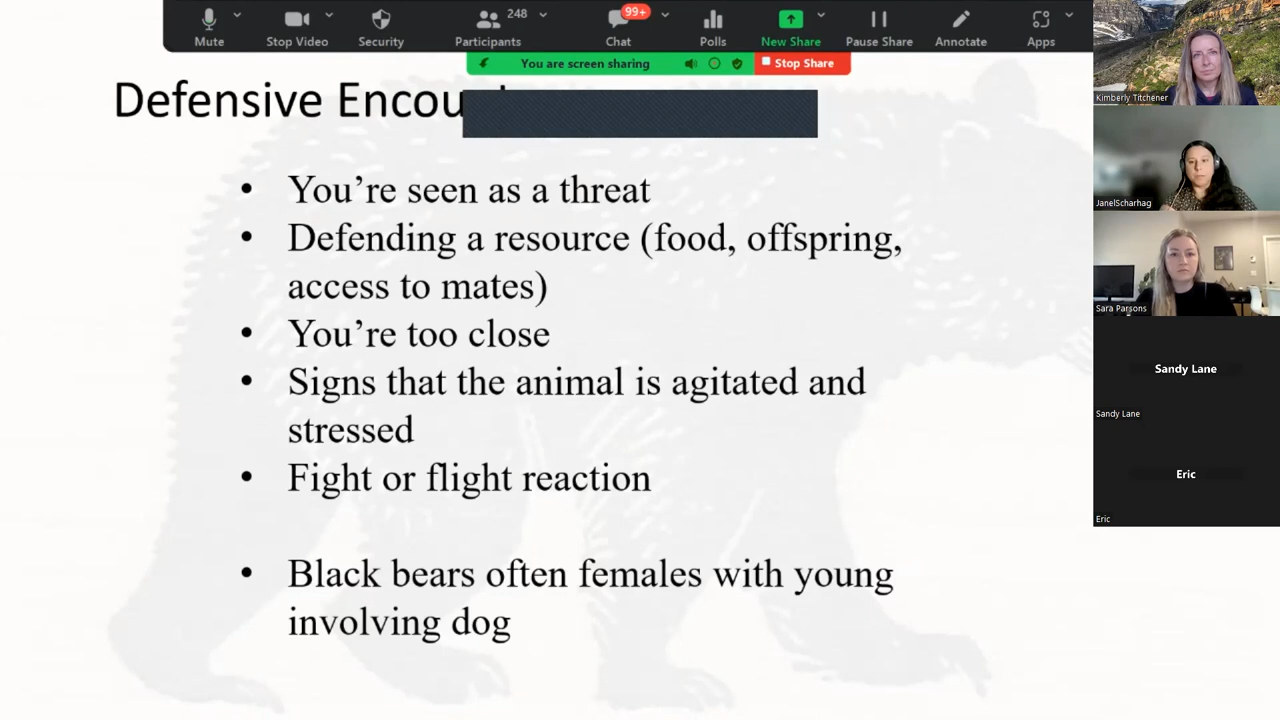 248
99+
Mute
Stop Video
Security
Participants
Chat
Polls
New Share
Pause Share
Annotate
Apps
You are screen sharing
Stop Share
Defensive
You’re seen as a threat
Defending a resource (food, offspring,
access to mates)
You’re too close
Signs that the animal is agitated and
stressed
Fight or flight reaction
Black bears often females with young
involving dog
Kimberly Titchener
JanelScharhag
Sara Parsons
Sandy Lane
Sandy Lane
Eric
Eric